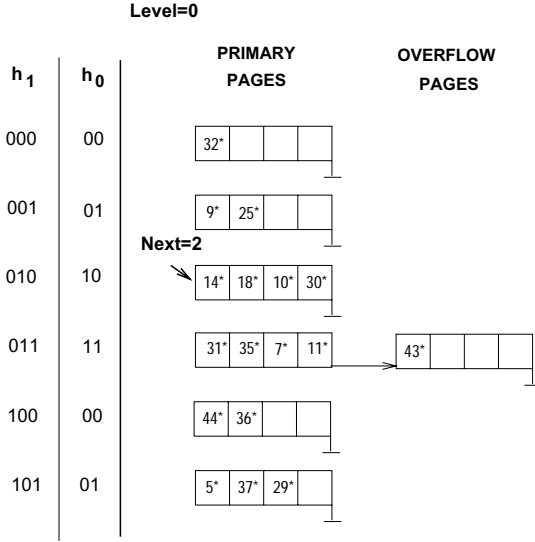 Level=0
h1 h0 PRIMARY PAGES OVERFLOW PAGES
000 00 32*
001 01 9* 25*
Next=2
010 10 14* 18* 10* 30*
011 11 31* 35* 7* 11* 43*
100 00 44* 36*
101 01 5* 37* 29*